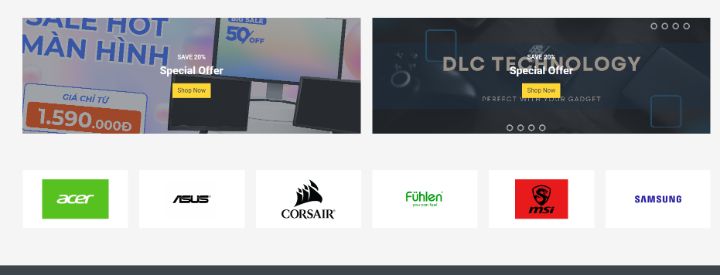 SALE HOT
MÀN HÌNH
BIG SALE
50% OFF
SAVE 20%
Special Offer
Shop Now
GIÁ CHỈ TỪ
1.590.000Đ
SAVE 20%
DLC TECHNOLOGY
Special Offer
Shop Now
PERFECT WITH YOUR GADGET
acer
ASUS
CORSAIR
Fühlen
msi
SAMSUNG